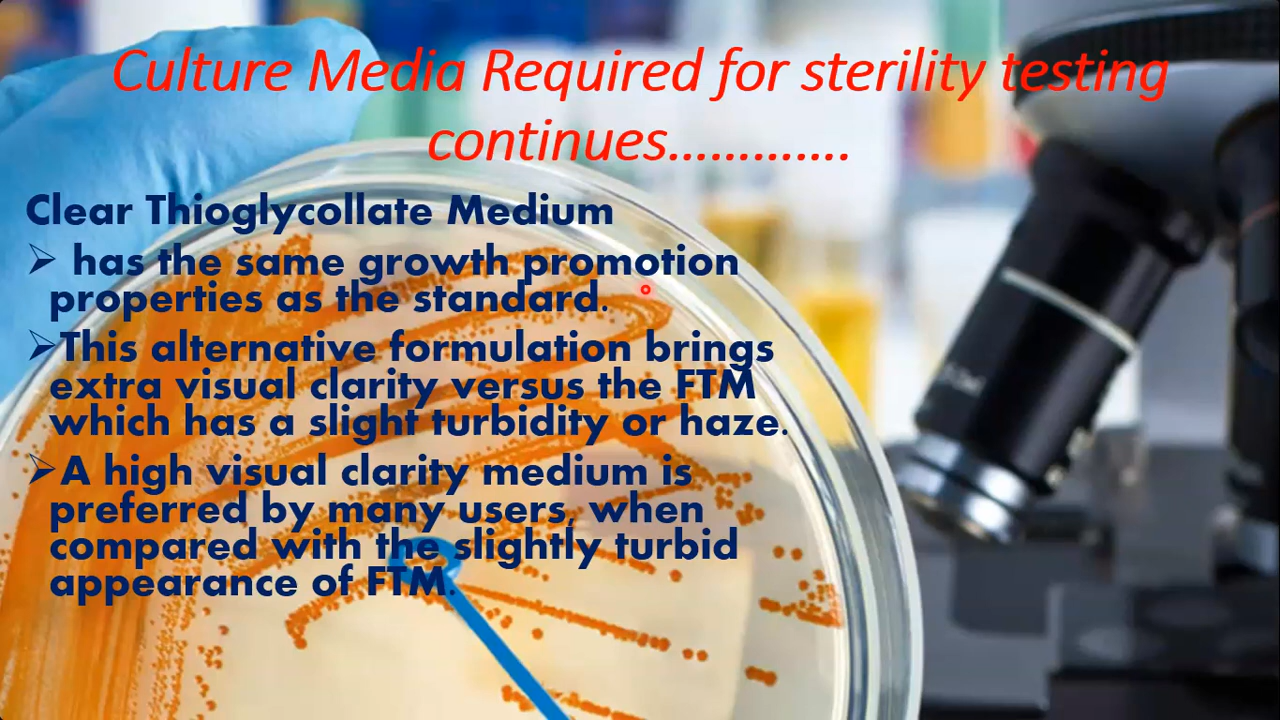 Culture Media Required for sterility testing
continues………….
Clear Thioglycollate Medium
➢ has the same growth promotion
properties as the standard.
➢This alternative formulation brings
extra visual clarity versus the FTM
which has a slight turbidity or haze.
➢A high visual clarity medium is
preferred by many users, when
compared with the slightly turbid
appearance of FTM.